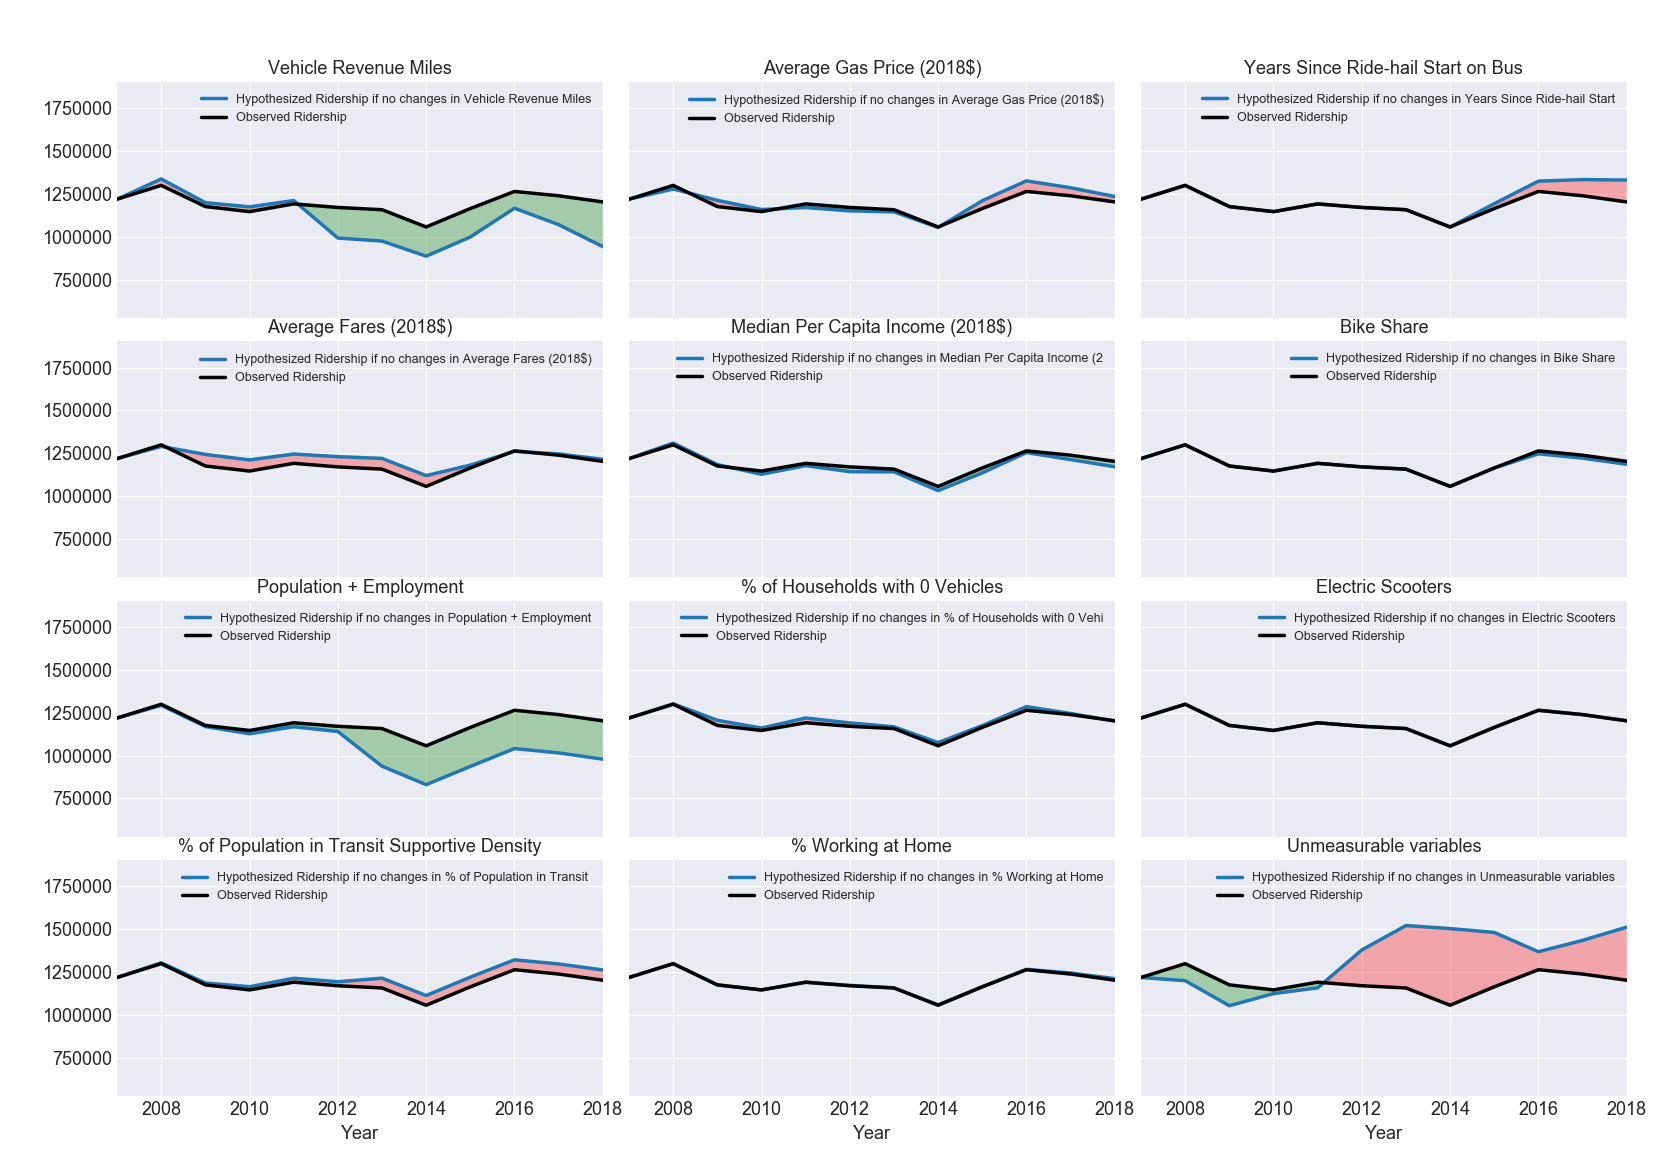 Vehicle Revenue Miles
Hypothesized Ridership if no changes in Vehicle Revenue Miles
Observed Ridership
1750000
1500000
1250000
1000000
750000
Average Gas Price (2018$)
Hypothesized Ridership if no changes in Average Gas Price (2018$)
Observed Ridership
Years Since Ride-hail Start on Bus
Hypothesized Ridership if no changes in Years Since Ride-hail Start
Observed Ridership
Average Fares (2018$)
Hypothesized Ridership if no changes in Average Fares (2018$)
Observed Ridership
1750000
1500000
1250000
1000000
750000
Median Per Capita Income (2018$)
Hypothesized Ridership if no changes in Median Per Capita Income (2
Observed Ridership
Bike Share
Hypothesized Ridership if no changes in Bike Share
Observed Ridership
Population + Employment
Hypothesized Ridership if no changes in Population + Employment
Observed Ridership
1750000
1500000
1250000
1000000
750000
% of Households with 0 Vehicles
Hypothesized Ridership if no changes in % of Households with 0 Vehi
Observed Ridership
Electric Scooters
Hypothesized Ridership if no changes in Electric Scooters
Observed Ridership
% of Population in Transit Supportive Density
Hypothesized Ridership if no changes in % of Population in Transit
Observed Ridership
1750000
1500000
1250000
1000000
750000
2008 2010 2012 2014 2016 2018
Year
% Working at Home
Hypothesized Ridership if no changes in % Working at Home
Observed Ridership
2008 2010 2012 2014 2016 2018
Year
Unmeasurable variables
Hypothesized Ridership if no changes in Unmeasurable variables
Observed Ridership
2008 2010 2012 2014 2016 2018
Year